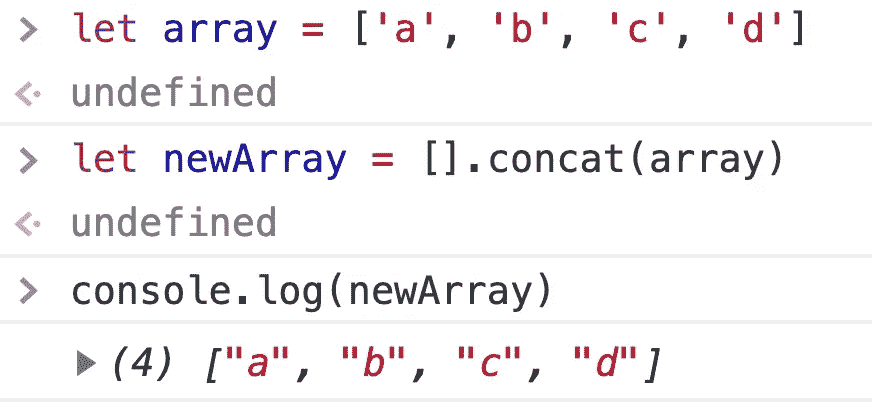 > let array = ['a', 'b', 'c', 'd']
<· undefined
> let newArray = [].concat(array)
<· undefined
> console.log(newArray)
▶ (4) ["a", "b", "c", "d"]